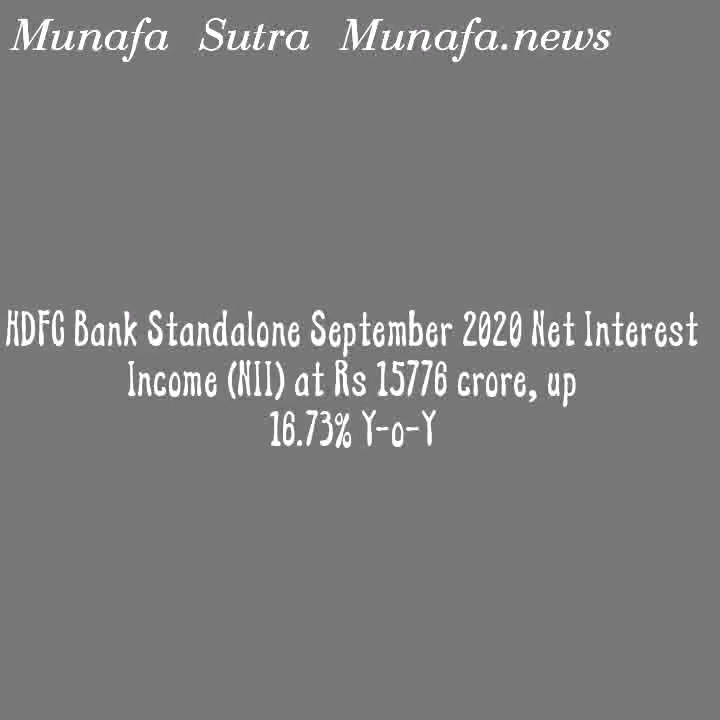 Munafa Sutra Munafa.news
HDFC Bank Standalone September 2020 Net Interest
Income (NII) at Rs 15776 crore, up
16.73% Y-o-Y